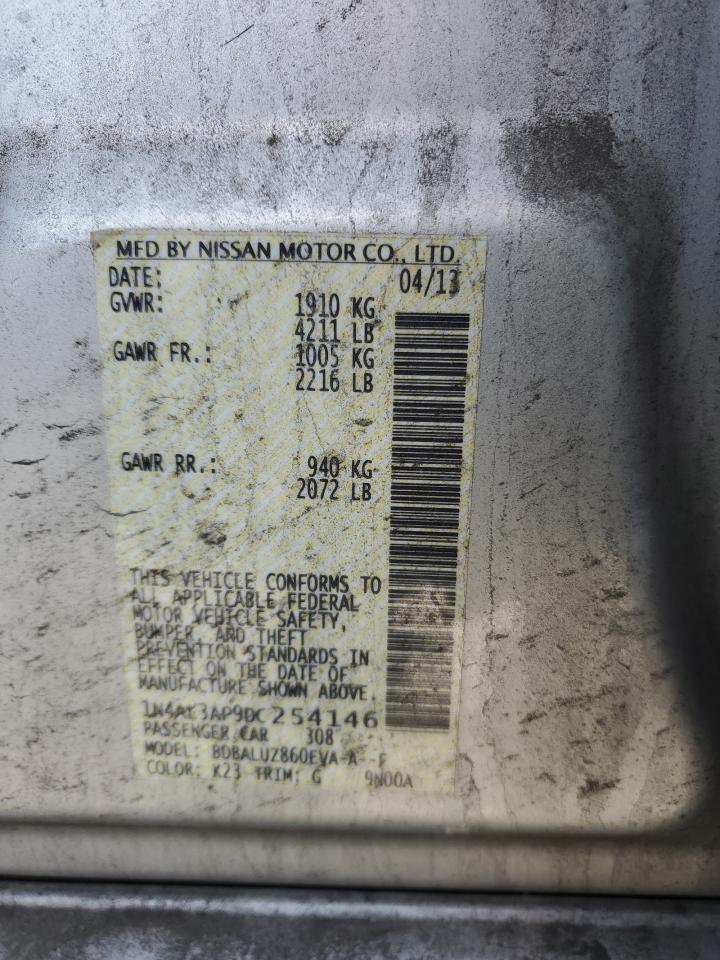 MFD BY NISSAN MOTOR CO., LTD.
DATE: 04/13
GVWR: 1910 KG
4211 LB
GAWR FR.: 1005 KG
2216 LB
GAWR RR.: 940 KG
2072 LB
THIS VEHICLE CONFORMS TO
ALL APPLICABLE FEDERAL
MOTOR VEHICLE SAFETY,
BUMPER, AND THEFT
PREVENTION STANDARDS IN
EFFECT ON THE DATE OF
MANUFACTURE SHOWN ABOVE.
1N4AL3AP9DC254146
PASSENGER CAR 308
MODEL: BDBALUZ860EVA-A--F
COLOR: K23 TRIM: G 9N00A